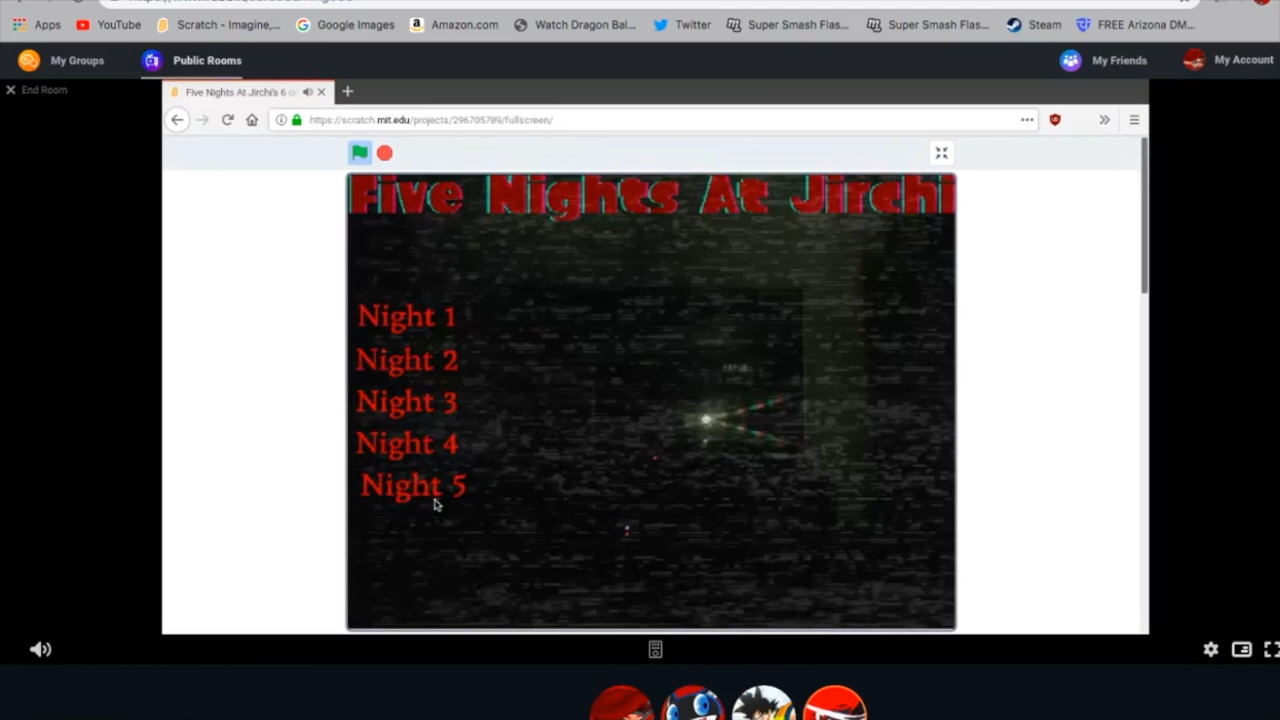 Apps YouTube Scratch - Imagine,... Google Images Amazon.com Watch Dragon Bal... Twitter Super Smash Flas... Super Smash Flas... Steam FREE Arizona DM...
My Groups Public Rooms My Friends My Account
End Room
Five Nights At Jirchi's 6 on
https://scratch.mit.edu/projects/296705789/fullscreen/
Five Nights At Jirchi
Night 1
Night 2
Night 3
Night 4
Night 5